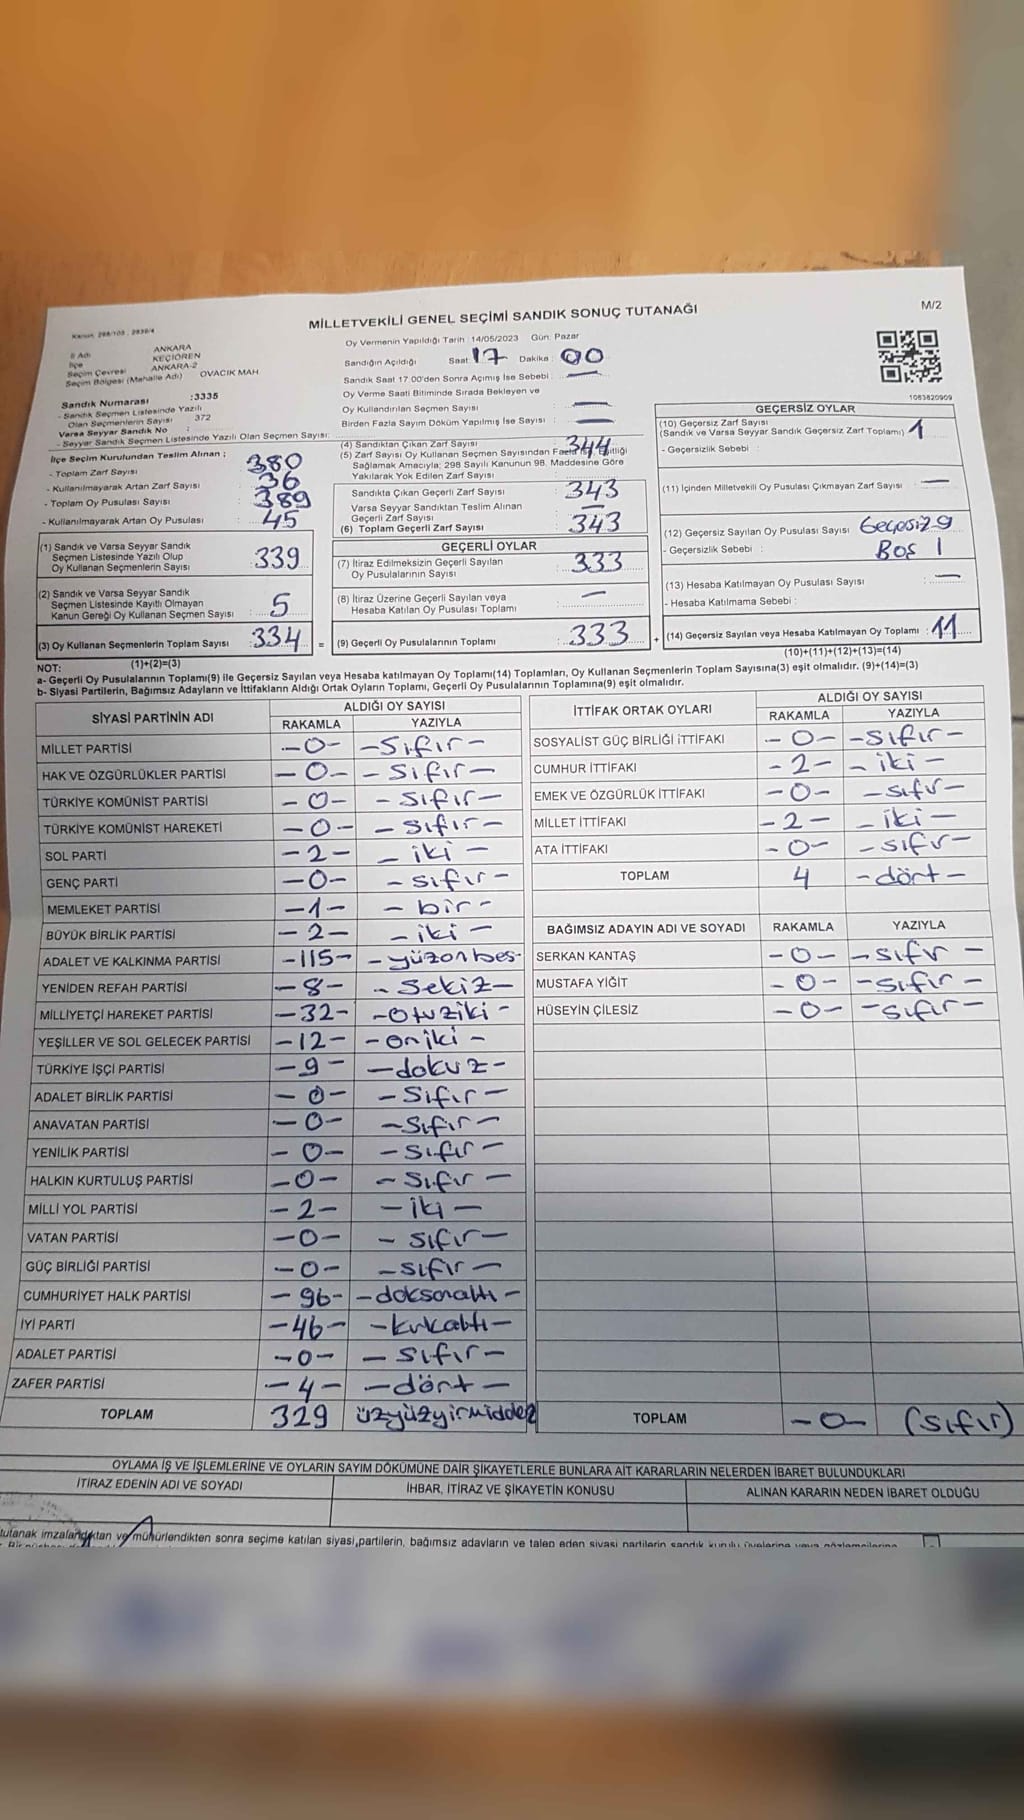 MİLLETVEKİLİ GENEL SEÇİMİ SANDIK SONUÇ TUTANAĞI
M/2
Kanun: 298/105 , 2839/4
İl Adı ANKARA
İlçe KEÇİÖREN
Seçim Çevresi ANKARA-2
Seçim Bölgesi (Mahalle Adı) OVACIK MAH
Sandık Numarası :3335
- Sandık Seçmen Listesinde Yazılı
Olan Seçmenlerin Sayısı 372
Varsa Seyyar Sandık No :
- Seyyar Sandık Seçmen Listesinde Yazılı Olan Seçmen Sayısı:
İlçe Seçim Kurulundan Teslim Alınan ;
- Toplam Zarf Sayısı 380
- Kullanılmayarak Artan Zarf Sayısı 36
- Toplam Oy Pusulası Sayısı 389
- Kullanılmayarak Artan Oy Pusulası 45
(1) Sandık ve Varsa Seyyar Sandık
Seçmen Listesinde Yazılı Olup
Oy Kullanan Seçmenlerin Sayısı 339
(2) Sandık ve Varsa Seyyar Sandık
Seçmen Listesinde Kayıtlı Olmayan
Kanun Gereği Oy Kullanan Seçmen Sayısı 5
(3) Oy Kullanan Seçmenlerin Toplam Sayısı 334 =
(1)+(2)=(3)
Oy Vermenin Yapıldığı Tarih 14/05/2023 Gün: Pazar
Sandığın Açıldığı Saat: 17 Dakika : 00
Sandık Saat 17 00'den Sonra Açımış İse Sebebi : —
Oy Verme Saati Bitiminde Sırada Bekleyen ve
Oy Kullandırılan Seçmen Sayısı —
Birden Fazla Sayım Döküm Yapılmış İse Sayısı : —
(4) Sandıktan Çıkan Zarf Sayısı 344
(5) Zarf Sayısı Oy Kullanan Seçmen Sayısından Fazla İse, Eşitliği
Sağlamak Amacıyla; 298 Sayılı Kanunun 98. Maddesine Göre
Yakılarak Yok Edilen Zarf Sayısı
Sandıkta Çıkan Geçerli Zarf Sayısı 343
Varsa Seyyar Sandıktan Teslim Alınan
Geçerli Zarf Sayısı —
(6) Toplam Geçerli Zarf Sayısı 343
GEÇERLİ OYLAR
(7) İtiraz Edilmeksizin Geçerli Sayılan
Oy Pusulalarının Sayısı 333
(8) İtiraz Üzerine Geçerli Sayılan veya
Hesaba Katılan Oy Pusulası Toplamı —
(9) Geçerli Oy Pusulalarının Toplamı 333 +
1083820909
GEÇERSİZ OYLAR
(10) Geçersiz Zarf Sayısı
(Sandık ve Varsa Seyyar Sandık Geçersiz Zarf Toplamı) 1
- Geçersizlik Sebebi :
(11) İçinden Milletvekili Oy Pusulası Çıkmayan Zarf Sayısı : —
(12) Geçersiz Sayılan Oy Pusulası Sayısı Geçesiz 9
- Geçersizlik Sebebi : Boş 1
(13) Hesaba Katılmayan Oy Pusulası Sayısı : —
- Hesaba Katılmama Sebebi :
(14) Geçersiz Sayılan veya Hesaba Katılmayan Oy Toplamı : 11
(10)+(11)+(12)+(13)=(14)
NOT:
a- Geçerli Oy Pusulalarının Toplamı(9) ile Geçersiz Sayılan veya Hesaba katılmayan Oy Toplamı(14) Toplamları, Oy Kullanan Seçmenlerin Toplam Sayısına(3) eşit olmalıdır. (9)+(14)=(3)
b- Siyasi Partilerin, Bağımsız Adayların ve İttifakların Aldığı Ortak Oyların Toplamı, Geçerli Oy Pusulalarının Toplamına(9) eşit olmalıdır.
SİYASİ PARTİNİN ADI ALDIĞI OY SAYISI
RAKAMLA YAZIYLA
MİLLET PARTİSİ -0- -Sıfır-
HAK VE ÖZGÜRLÜKLER PARTİSİ -0- -Sıfır-
TÜRKİYE KOMÜNİST PARTİSİ -0- -sıfır-
TÜRKİYE KOMÜNİST HAREKETİ -0- -sıfır-
SOL PARTİ -2- -iki-
GENÇ PARTİ -0- -sıfır-
MEMLEKET PARTİSİ -1- -bir-
BÜYÜK BİRLİK PARTİSİ -2- -iki-
ADALET VE KALKINMA PARTİSİ -115- -yüzonbes-
YENİDEN REFAH PARTİSİ -8- -sekiz-
MİLLİYETÇİ HAREKET PARTİSİ -32- -Otuziki-
YEŞİLLER VE SOL GELECEK PARTİSİ -12- -oniki-
TÜRKİYE İŞÇİ PARTİSİ -9- -dokuz-
ADALET BİRLİK PARTİSİ -0- -Sıfır-
ANAVATAN PARTİSİ -0- -Sıfır-
YENİLİK PARTİSİ -0- -Sıfır-
HALKIN KURTULUŞ PARTİSİ -0- -Sıfır-
MİLLİ YOL PARTİSİ -2- -iki-
VATAN PARTİSİ -0- -sıfır-
GÜÇ BİRLİĞİ PARTİSİ -0- -sıfır-
CUMHURİYET HALK PARTİSİ -96- -doksanaltı-
İYİ PARTİ -46- -kırkaltı-
ADALET PARTİSİ -0- -sıfır-
ZAFER PARTİSİ -4- -dört-
TOPLAM 329
İTTİFAK ORTAK OYLARI ALDIĞI OY SAYISI
RAKAMLA YAZIYLA
SOSYALİST GÜÇ BİRLİĞİ İTTİFAKI -0- -sıfır-
CUMHUR İTTİFAKI -2- -iki-
EMEK VE ÖZGÜRLÜK İTTİFAKI -0- -sıfır-
MİLLET İTTİFAKI -2- -iki-
ATA İTTİFAKI -0- -sıfır-
TOPLAM 4 -dört-
BAĞIMSIZ ADAYIN ADI VE SOYADI RAKAMLA YAZIYLA
SERKAN KANTAŞ -0- -sıfır-
MUSTAFA YİĞİT -0- -sıfır-
HÜSEYİN ÇİLESİZ -0- -sıfır-
TOPLAM -0- (sıfır)
OYLAMA İŞ VE İŞLEMLERİNE VE OYLARIN SAYIM DÖKÜMÜNE DAİR ŞİKAYETLERLE BUNLARA AİT KARARLARIN NELERDEN İBARET BULUNDUKLARI
İTİRAZ EDENİN ADI VE SOYADI İHBAR, İTİRAZ VE ŞİKAYETİN KONUSU ALINAN KARARIN NEDEN İBARET OLDUĞU
tutanak imzalandıktan ve mühürlendikten sonra seçime katılan siyasi partilerin, bağımsız adayların ve talep eden siyasi partilerin sandık kurulu üyelerine veya gözlemcilerine